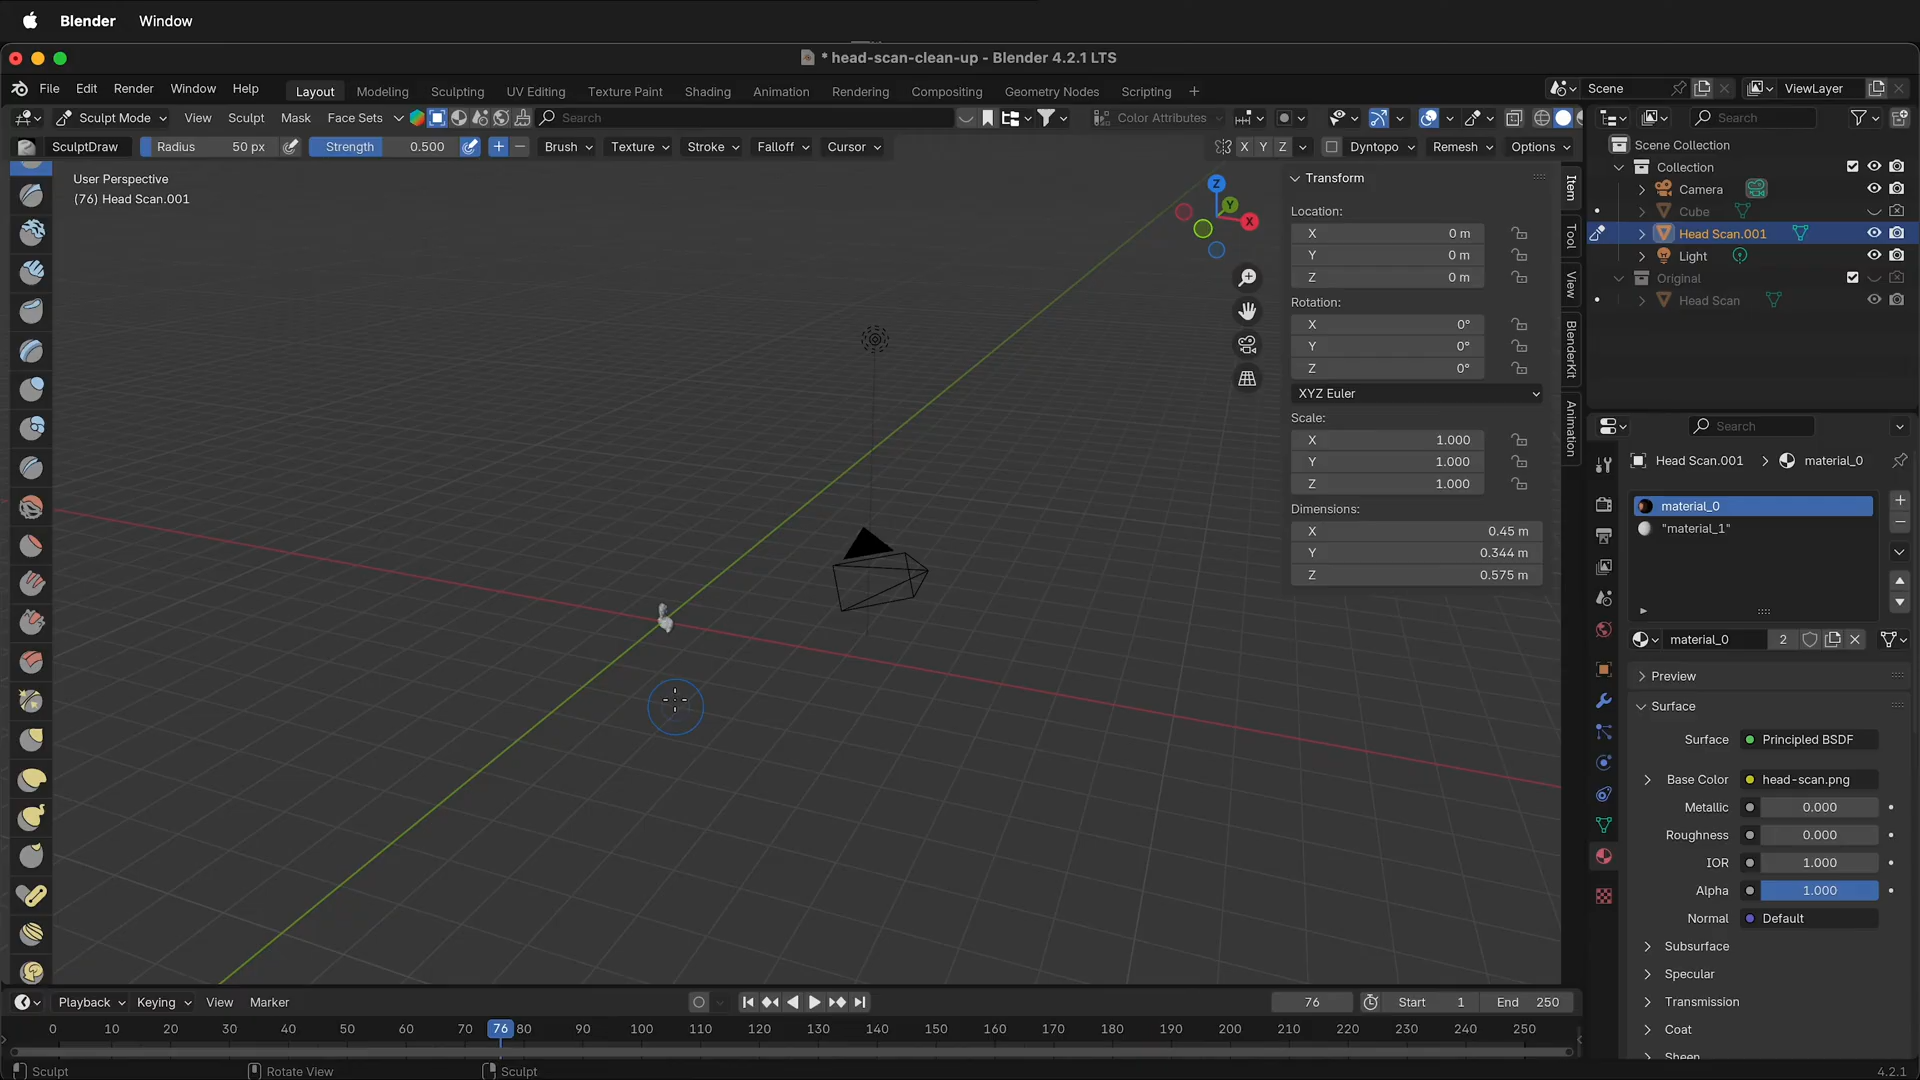 Blender Window
* head-scan-clean-up - Blender 4.2.1 LTS
File Edit Render Window Help Layout Modeling Sculpting UV Editing Texture Paint Shading Animation Rendering Compositing Geometry Nodes Scripting + Scene ViewLayer
Sculpt Mode View Sculpt Mask Face Sets Search Color Attributes Search
SculptDraw Radius 50 px Strength 0.500 Brush Texture Stroke Falloff Cursor X Y Z Dyntopo Remesh Options
User Perspective
(76) Head Scan.001
Z
Y
X
Transform
Location:
X 0 m
Y 0 m
Z 0 m
Rotation:
X 0°
Y 0°
Z 0°
XYZ Euler
Scale:
X 1.000
Y 1.000
Z 1.000
Dimensions:
X 0.45 m
Y 0.344 m
Z 0.575 m
Item
Tool
View
BlenderKit
Animation
Scene Collection
Collection
Camera
Cube
Head Scan.001
Light
Original
Head Scan
Search
Head Scan.001 material_0
material_0
"material_1"
material_0 2
Preview
Surface
Surface Principled BSDF
Base Color head-scan.png
Metallic 0.000
Roughness 0.000
IOR 1.000
Alpha 1.000
Normal Default
Subsurface
Specular
Transmission
Coat
Sheen
Playback Keying View Marker 76 Start 1 End 250
0 10 20 30 40 50 60 70 76 80 90 100 110 120 130 140 150 160 170 180 190 200 210 220 230 240 250
Sculpt Rotate View Sculpt 4.2.1